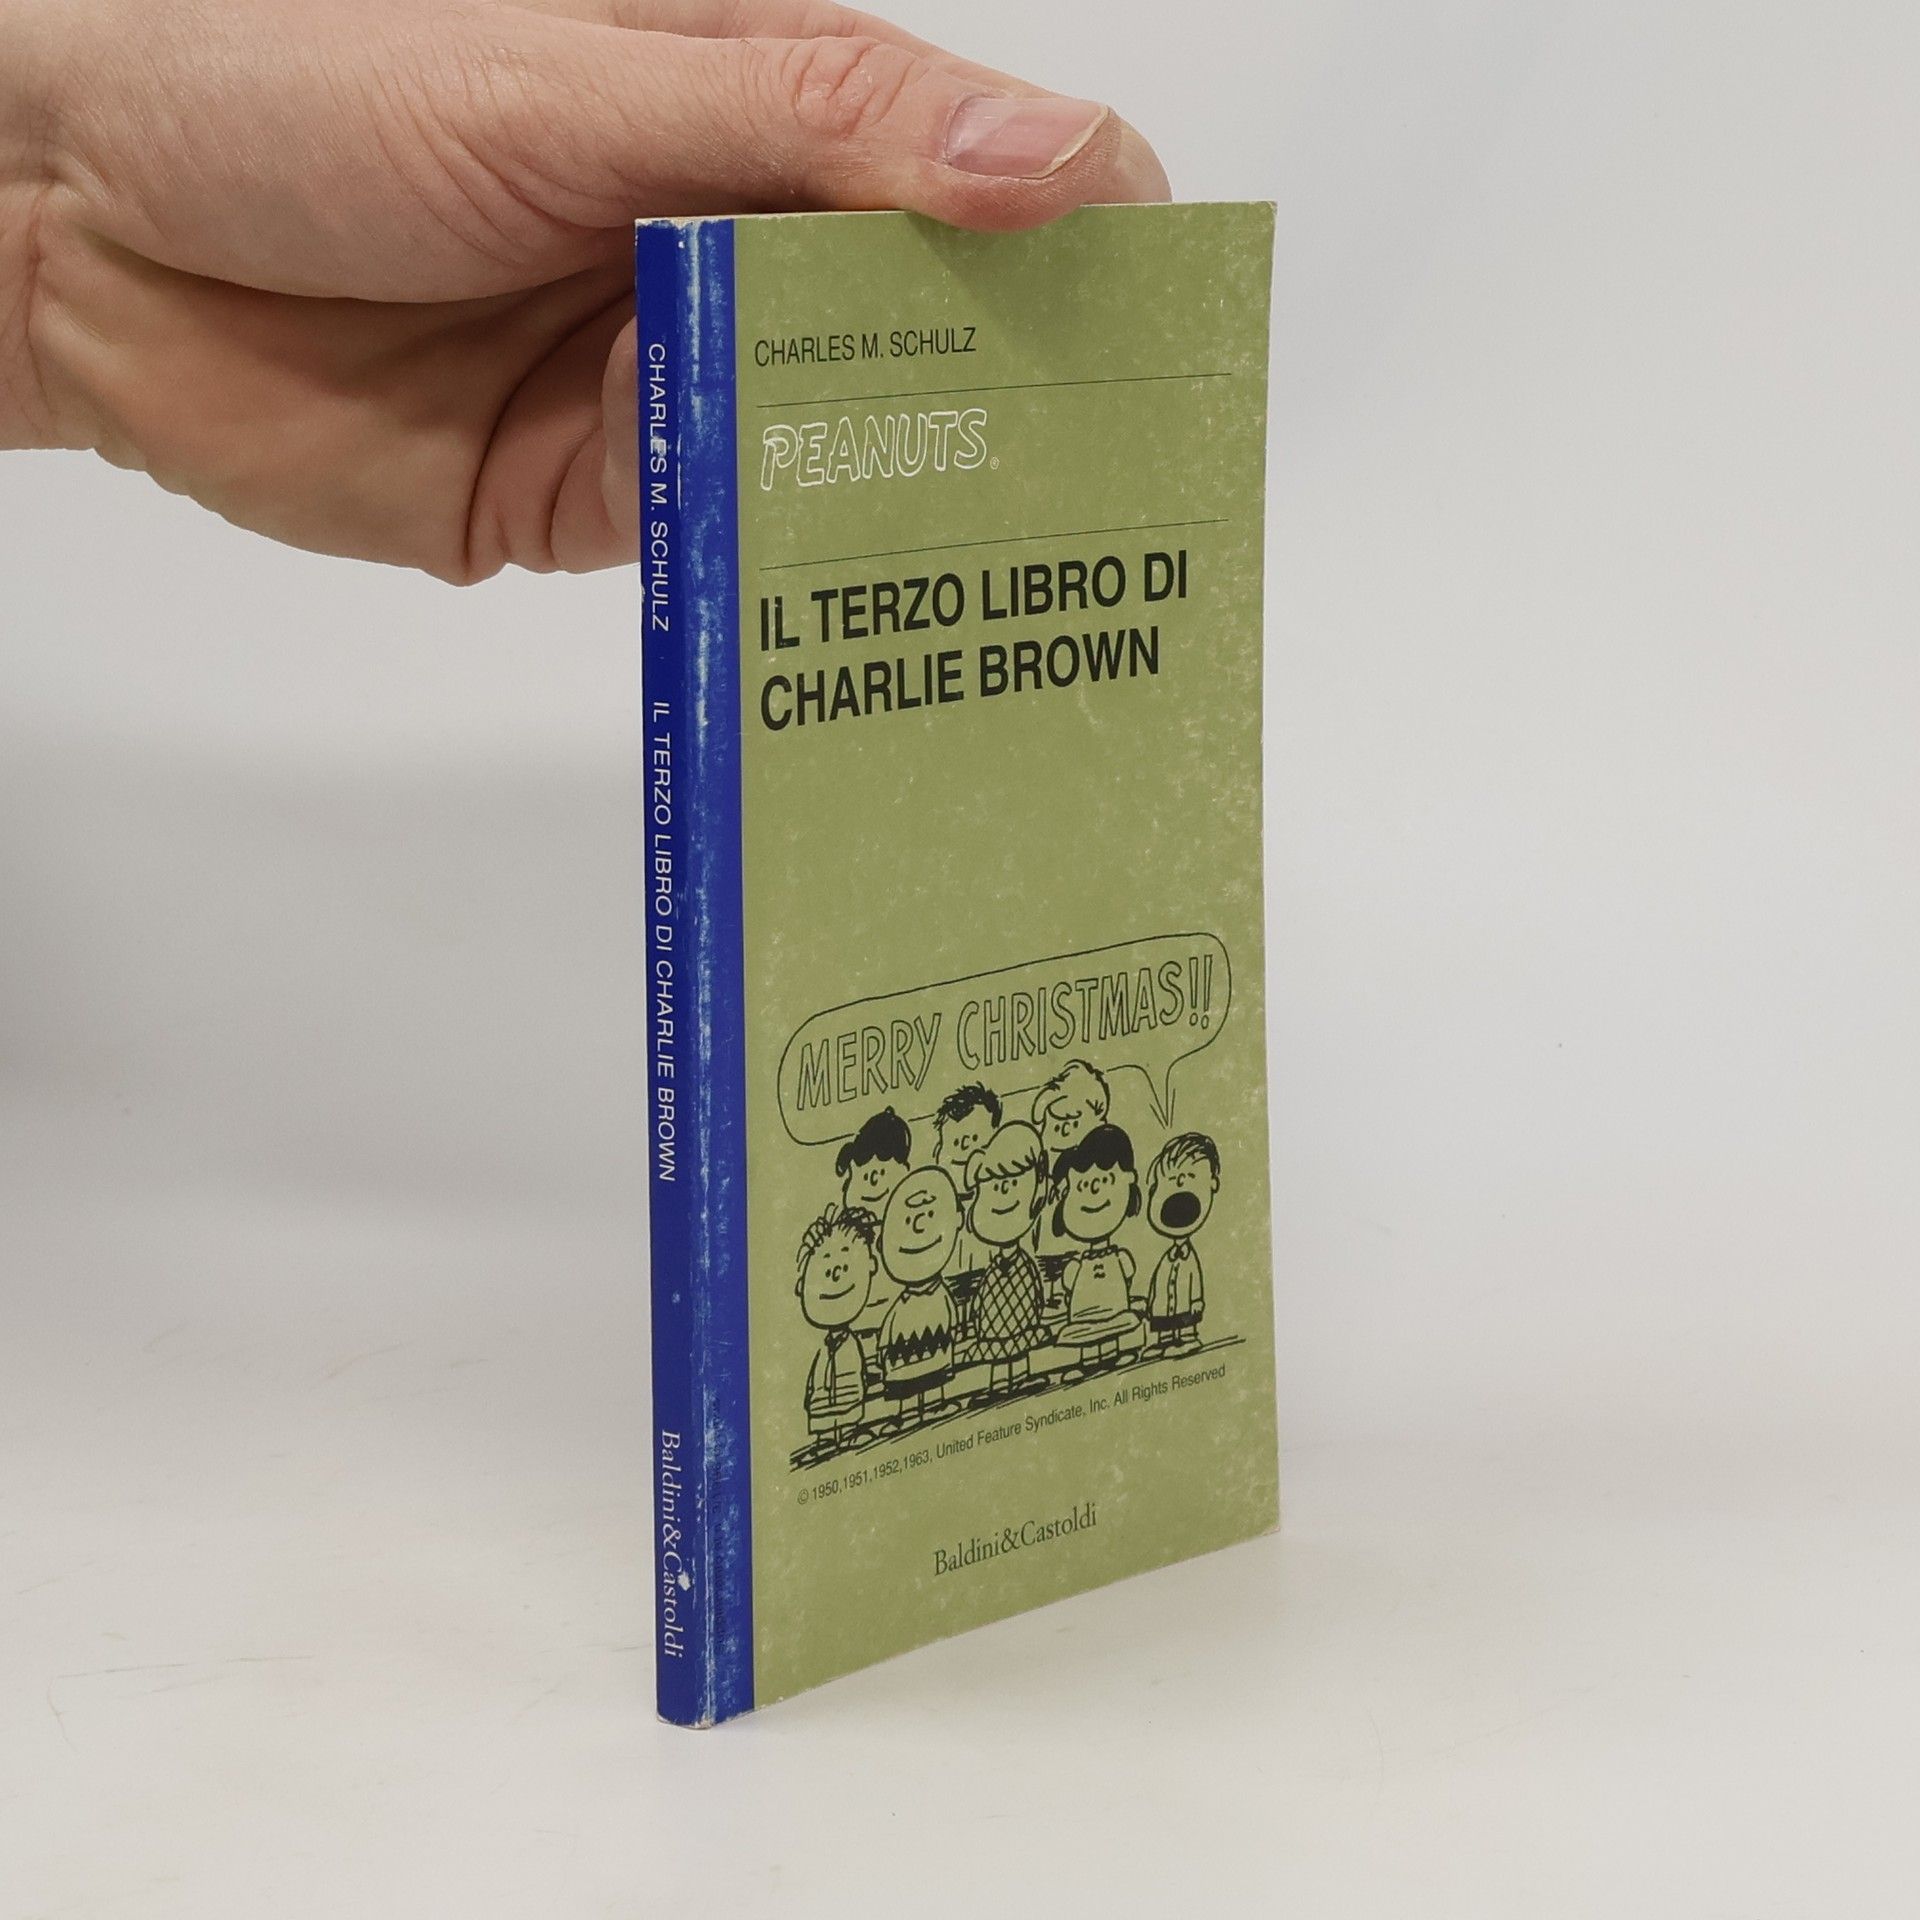 CHARLES M. SCHULZ
PEANUTS®
IL TERZO LIBRO DI
CHARLIE BROWN
MERRY CHRISTMAS!!
© 1950,1951,1952,1963, United Feature Syndicate, Inc. All Rights Reserved
Baldini&Castoldi
CHARLES M. SCHULZ IL TERZO LIBRO DI CHARLIE BROWN Baldini&Castoldi